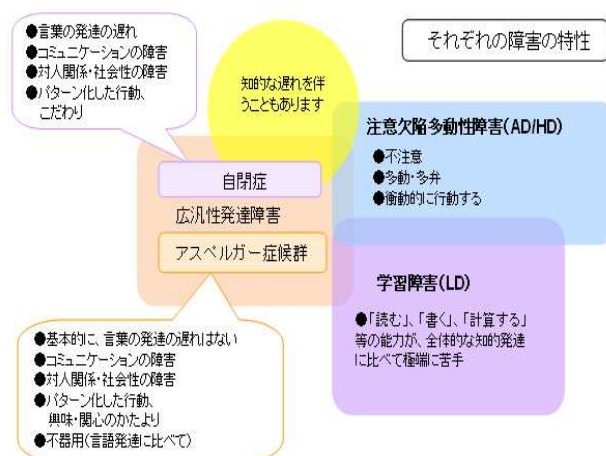 それぞれの障害の特性
●言葉の発達の遅れ
●コミュニケーションの障害
●対人関係・社会性の障害
●パターン化した行動、
こだわり
知的な遅れを伴
うこともあります
注意欠陥多動性障害(AD/HD)
●不注意
●多動・多弁
●衝動的に行動する
自閉症
広汎性発達障害
アスペルガー症候群
学習障害(LD)
●「読む」、「書く」、「計算する」
等の能力が、全体的な知的発達
に比べて極端に苦手
●基本的に、言葉の発達の遅れはない
●コミュニケーションの障害
●対人関係・社会性の障害
●パターン化した行動、
興味・関心のかたより
●不器用(言語発達に比べて)